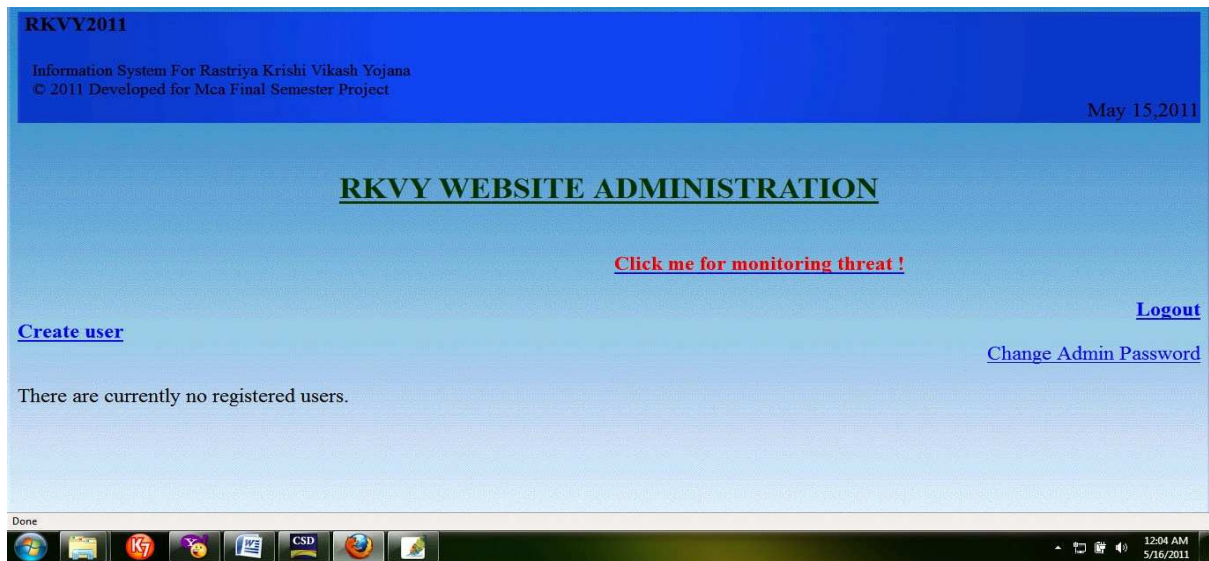 RKVY2011
Information System For Rastriya Krishi Vikash Yojana
© 2011 Developed for Mca Final Semester Project
May 15,2011
RKVY WEBSITE ADMINISTRATION
Click me for monitoring threat !
Logout
Create user
Change Admin Password
There are currently no registered users.
Done
K7
W
CSD
12:04 AM
5/16/2011